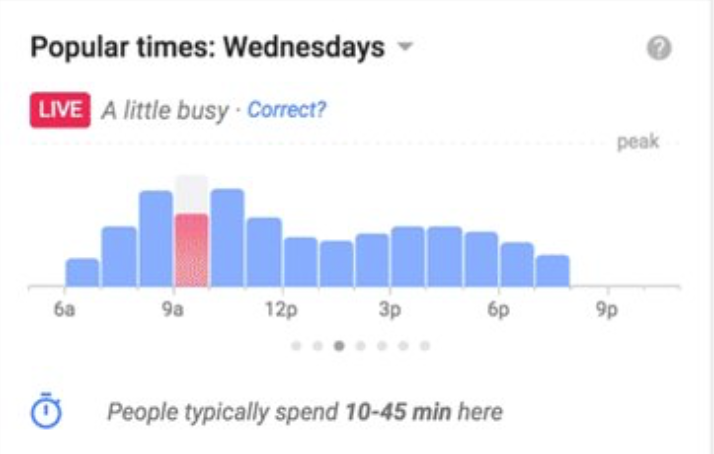 Popular times: Wednesdays ?
LIVE A little busy · Correct?
peak
6a 9a 12p 3p 6p 9p
People typically spend 10-45 min here